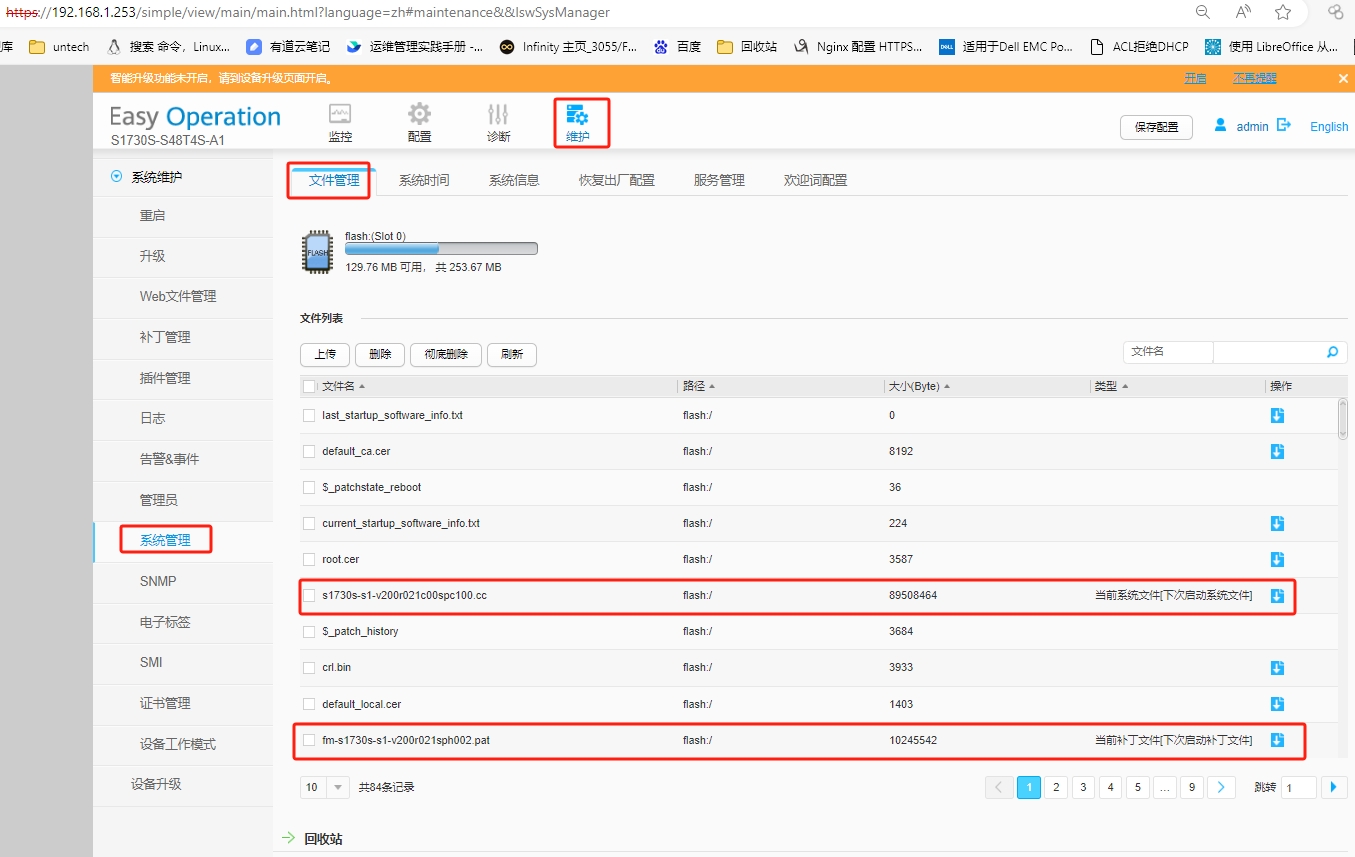 https://192.168.1.253/simple/view/main/main.html?language=zh#maintenance&&lswSysManager
库 untech 搜索 命令，Linux... 有道云笔记 运维管理实践手册 -... Infinity 主页_3055/F... 百度 回收站 Nginx 配置 HTTPS... 适用于Dell EMC Po... ACL拒绝DHCP 使用 LibreOffice 从...
智能升级功能未开启，请到设备升级页面开启。 开启 不再提醒
Easy Operation
S1730S-S48T4S-A1
监控 配置 诊断 维护
保存配置 admin English
系统维护
重启
升级
Web文件管理
补丁管理
插件管理
日志
告警&事件
管理员
系统管理
SNMP
电子标签
SMI
证书管理
设备工作模式
设备升级
文件管理 系统时间 系统信息 恢复出厂配置 服务管理 欢迎词配置
FLASH
flash:(Slot 0)
129.76 MB 可用， 共 253.67 MB
文件列表
上传 删除 彻底删除 刷新 文件名
文件名 路径 大小(Byte) 类型 操作
last_startup_software_info.txt flash:/ 0
default_ca.cer flash:/ 8192
$_patchstate_reboot flash:/ 36
current_startup_software_info.txt flash:/ 224
root.cer flash:/ 3587
s1730s-s1-v200r021c00spc100.cc flash:/ 89508464 当前系统文件[下次启动系统文件]
$_patch_history flash:/ 3684
crl.bin flash:/ 3933
default_local.cer flash:/ 1403
fm-s1730s-s1-v200r021sph002.pat flash:/ 10245542 当前补丁文件[下次启动补丁文件]
10 共84条记录 1 2 3 4 5 ... 9 跳转 1
回收站